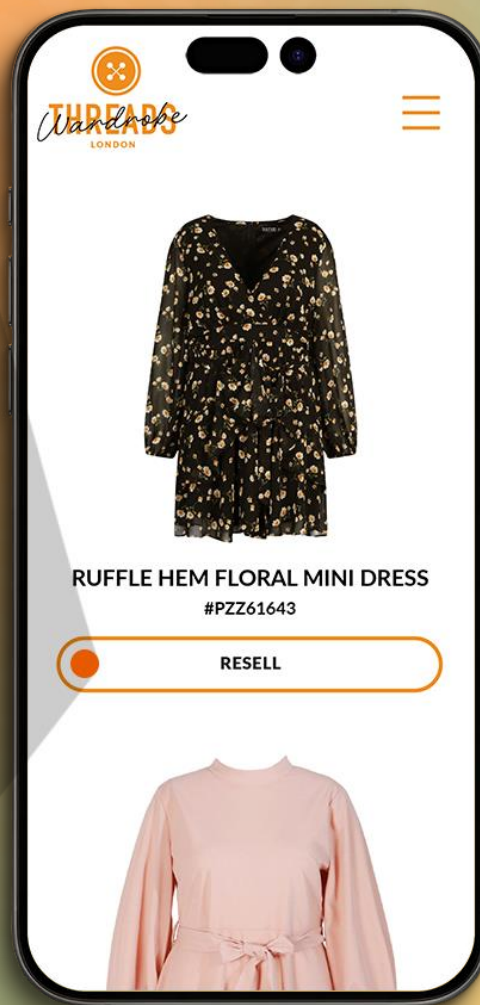 THREADS
Wardrobe
LONDON
RUFFLE HEM FLORAL MINI DRESS
#PZZ61643
RESELL